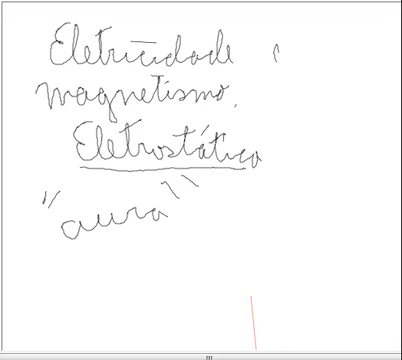 Eletricidade e
magnetismo.
Eletrostática
"aura"